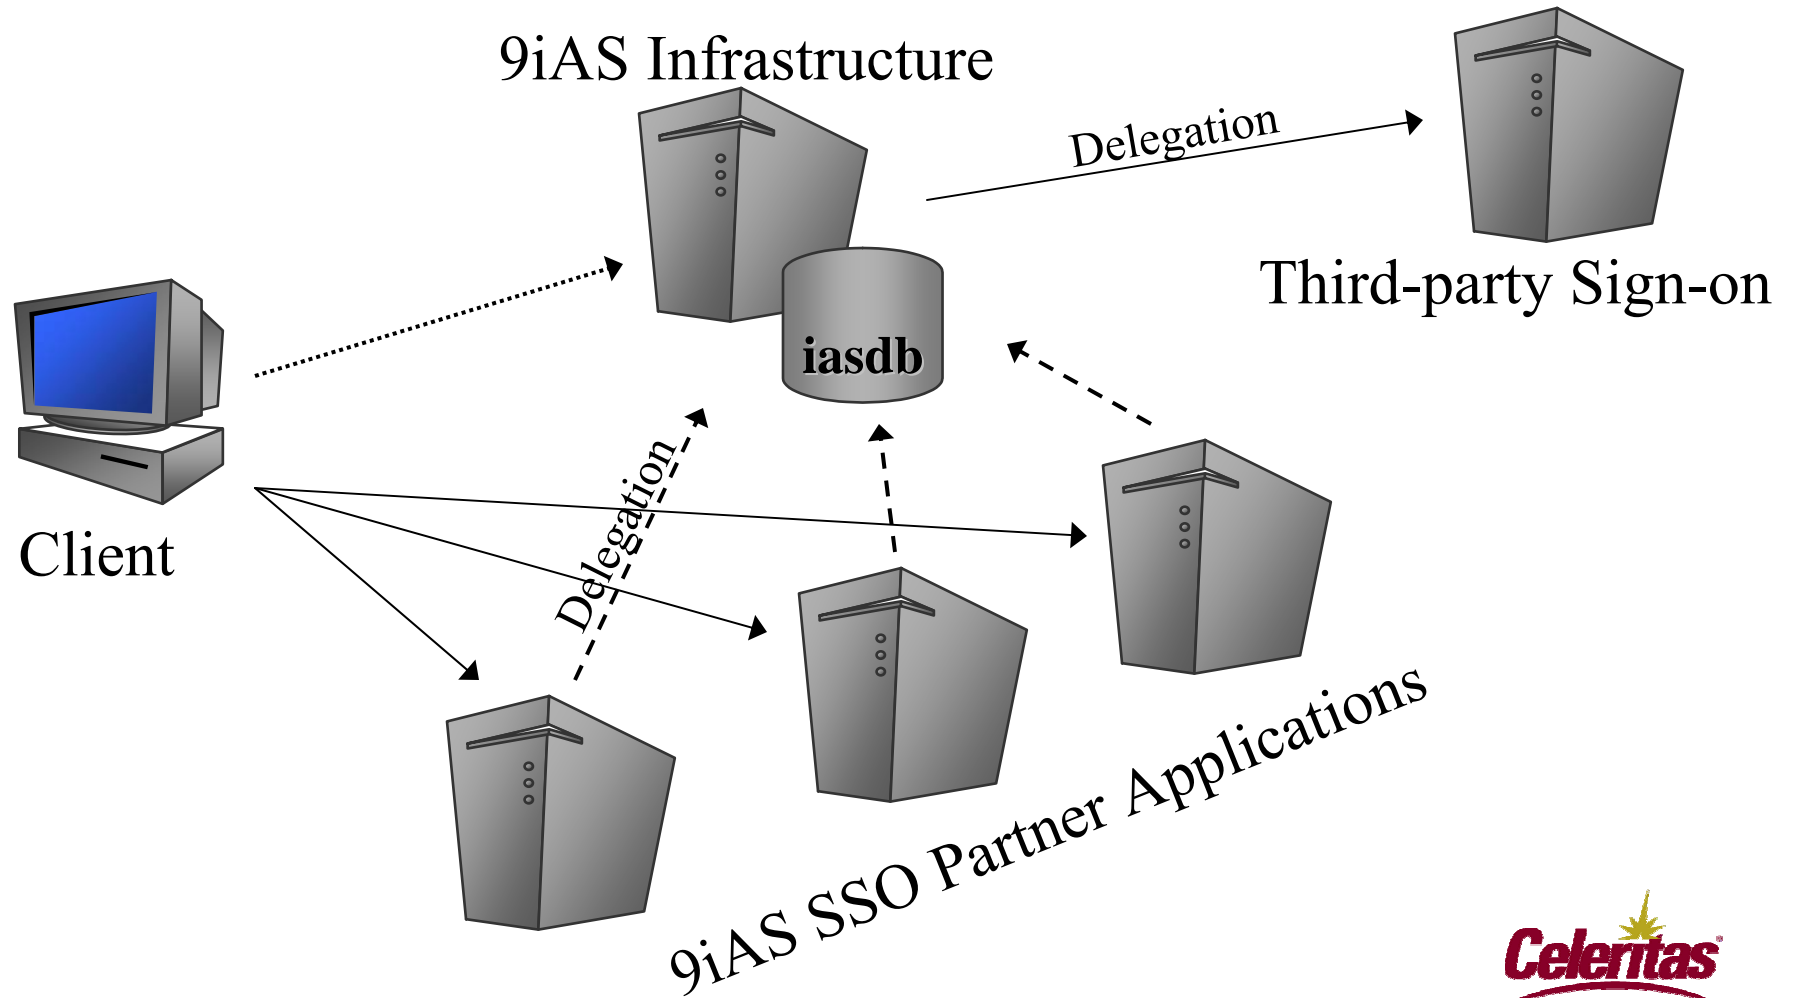 9iAS Infrastructure
Delegation
Third-party Sign-on
iasdb
Client
Delegation
9iAS SSO Partner Applications
Celeritas